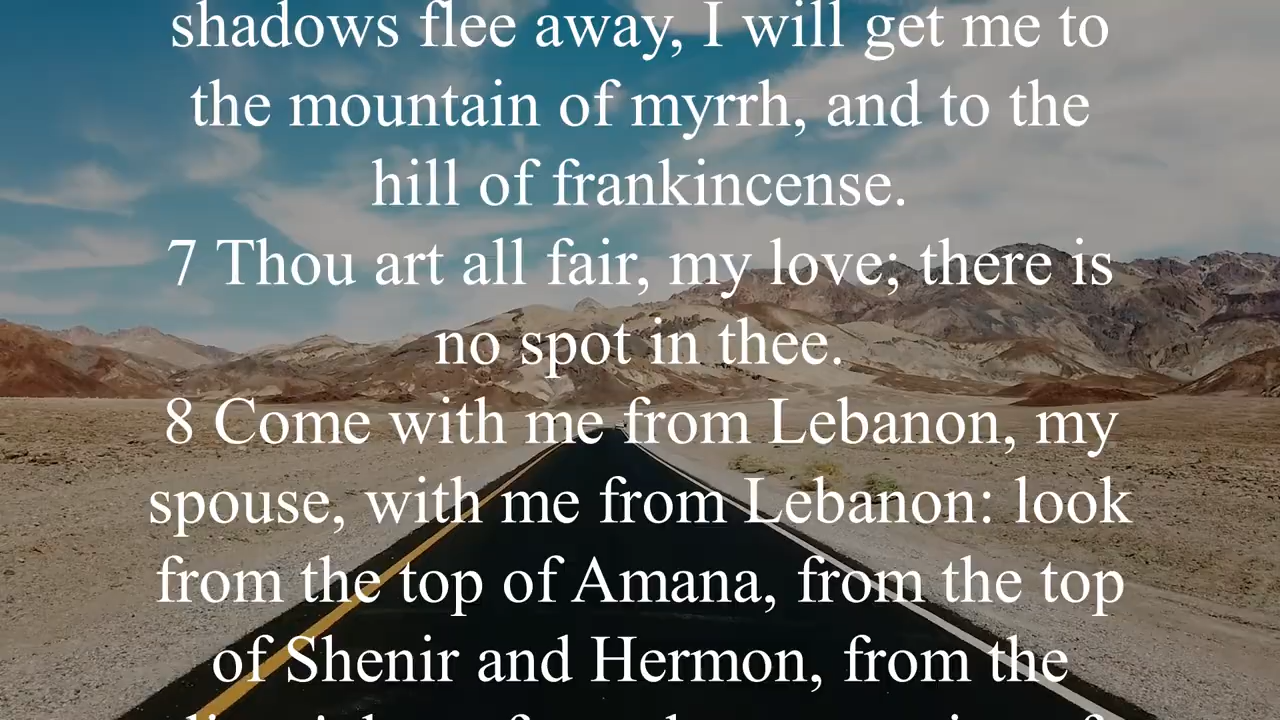 shadows flee away, I will get me to
the mountain of myrrh, and to the
hill of frankincense.
7 Thou art all fair, my love; there is
no spot in thee.
8 Come with me from Lebanon, my
spouse, with me from Lebanon: look
from the top of Amana, from the top
of Shenir and Hermon, from the